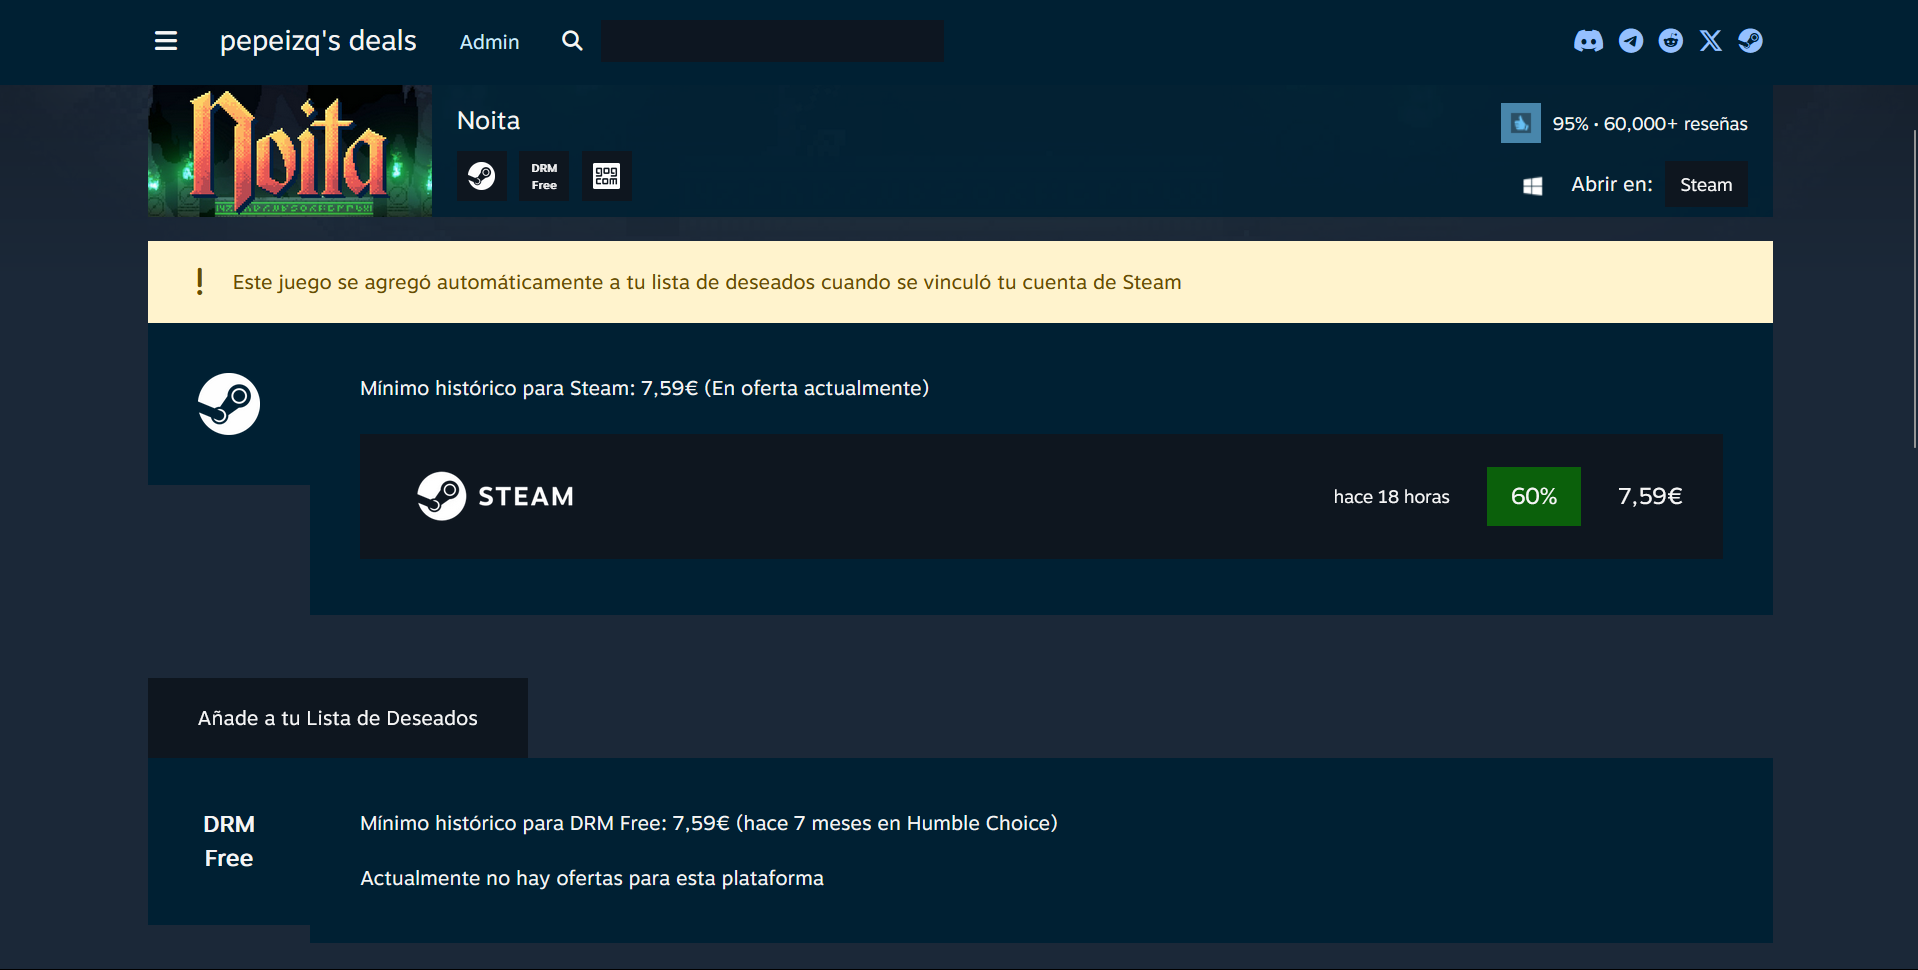 pepeizq's deals
Admin
Noita
Noita
DRM
Free
GOG
COM
95% • 60,000+ reseñas
Abrir en:
Steam
Este juego se agregó automáticamente a tu lista de deseados cuando se vinculó tu cuenta de Steam
Mínimo histórico para Steam: 7,59€ (En oferta actualmente)
STEAM
hace 18 horas
60%
7,59€
Añade a tu Lista de Deseados
DRM
Free
Mínimo histórico para DRM Free: 7,59€ (hace 7 meses en Humble Choice)
Actualmente no hay ofertas para esta plataforma